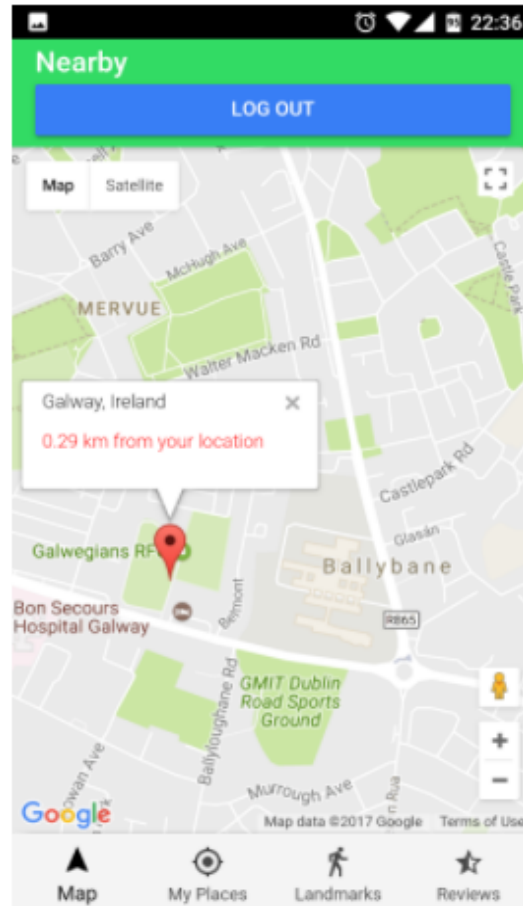 22:36
Nearby
LOG OUT
Map Satellite
Barry Ave
McHugh Ave
Castle Park
MERVUE
Walter Macken Rd
Galway, Ireland
0.29 km from your location
Castlepark Rd
Glasán
Galwegians RF
Ballybane
Bon Secours
Hospital Galway
Belmont
R865
GMIT Dublin
Road Sports
Ground
Ballyloughane Rd
Murrough Ave
Google
Map data ©2017 Google Terms of Use
Map My Places Landmarks Reviews